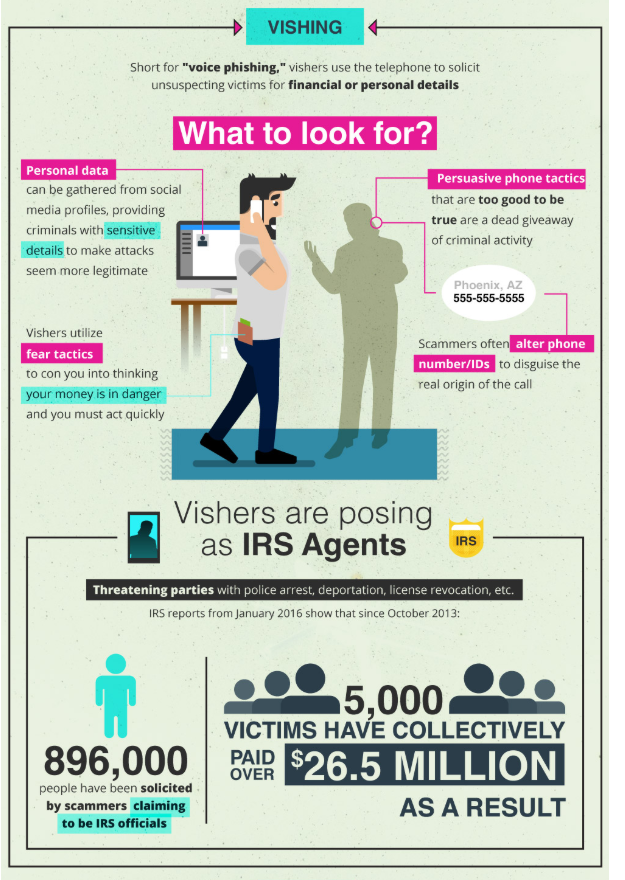 VISHING
Short for "voice phishing," vishers use the telephone to solicit
unsuspecting victims for financial or personal details
What to look for?
Personal data
can be gathered from social
media profiles, providing
criminals with sensitive
details to make attacks
seem more legitimate
Persuasive phone tactics
that are too good to be
true are a dead giveaway
of criminal activity
Phoenix, AZ
555-555-5555
Scammers often alter phone
number/IDs to disguise the
real origin of the call
Vishers utilize
fear tactics
to con you into thinking
your money is in danger
and you must act quickly
Vishers are posing
as IRS Agents
IRS
Threatening parties with police arrest, deportation, license revocation, etc.
IRS reports from January 2016 show that since October 2013:
896,000
people have been solicited
by scammers claiming
to be IRS officials
5,000
VICTIMS HAVE COLLECTIVELY
PAID
OVER
$26.5 MILLION
AS A RESULT